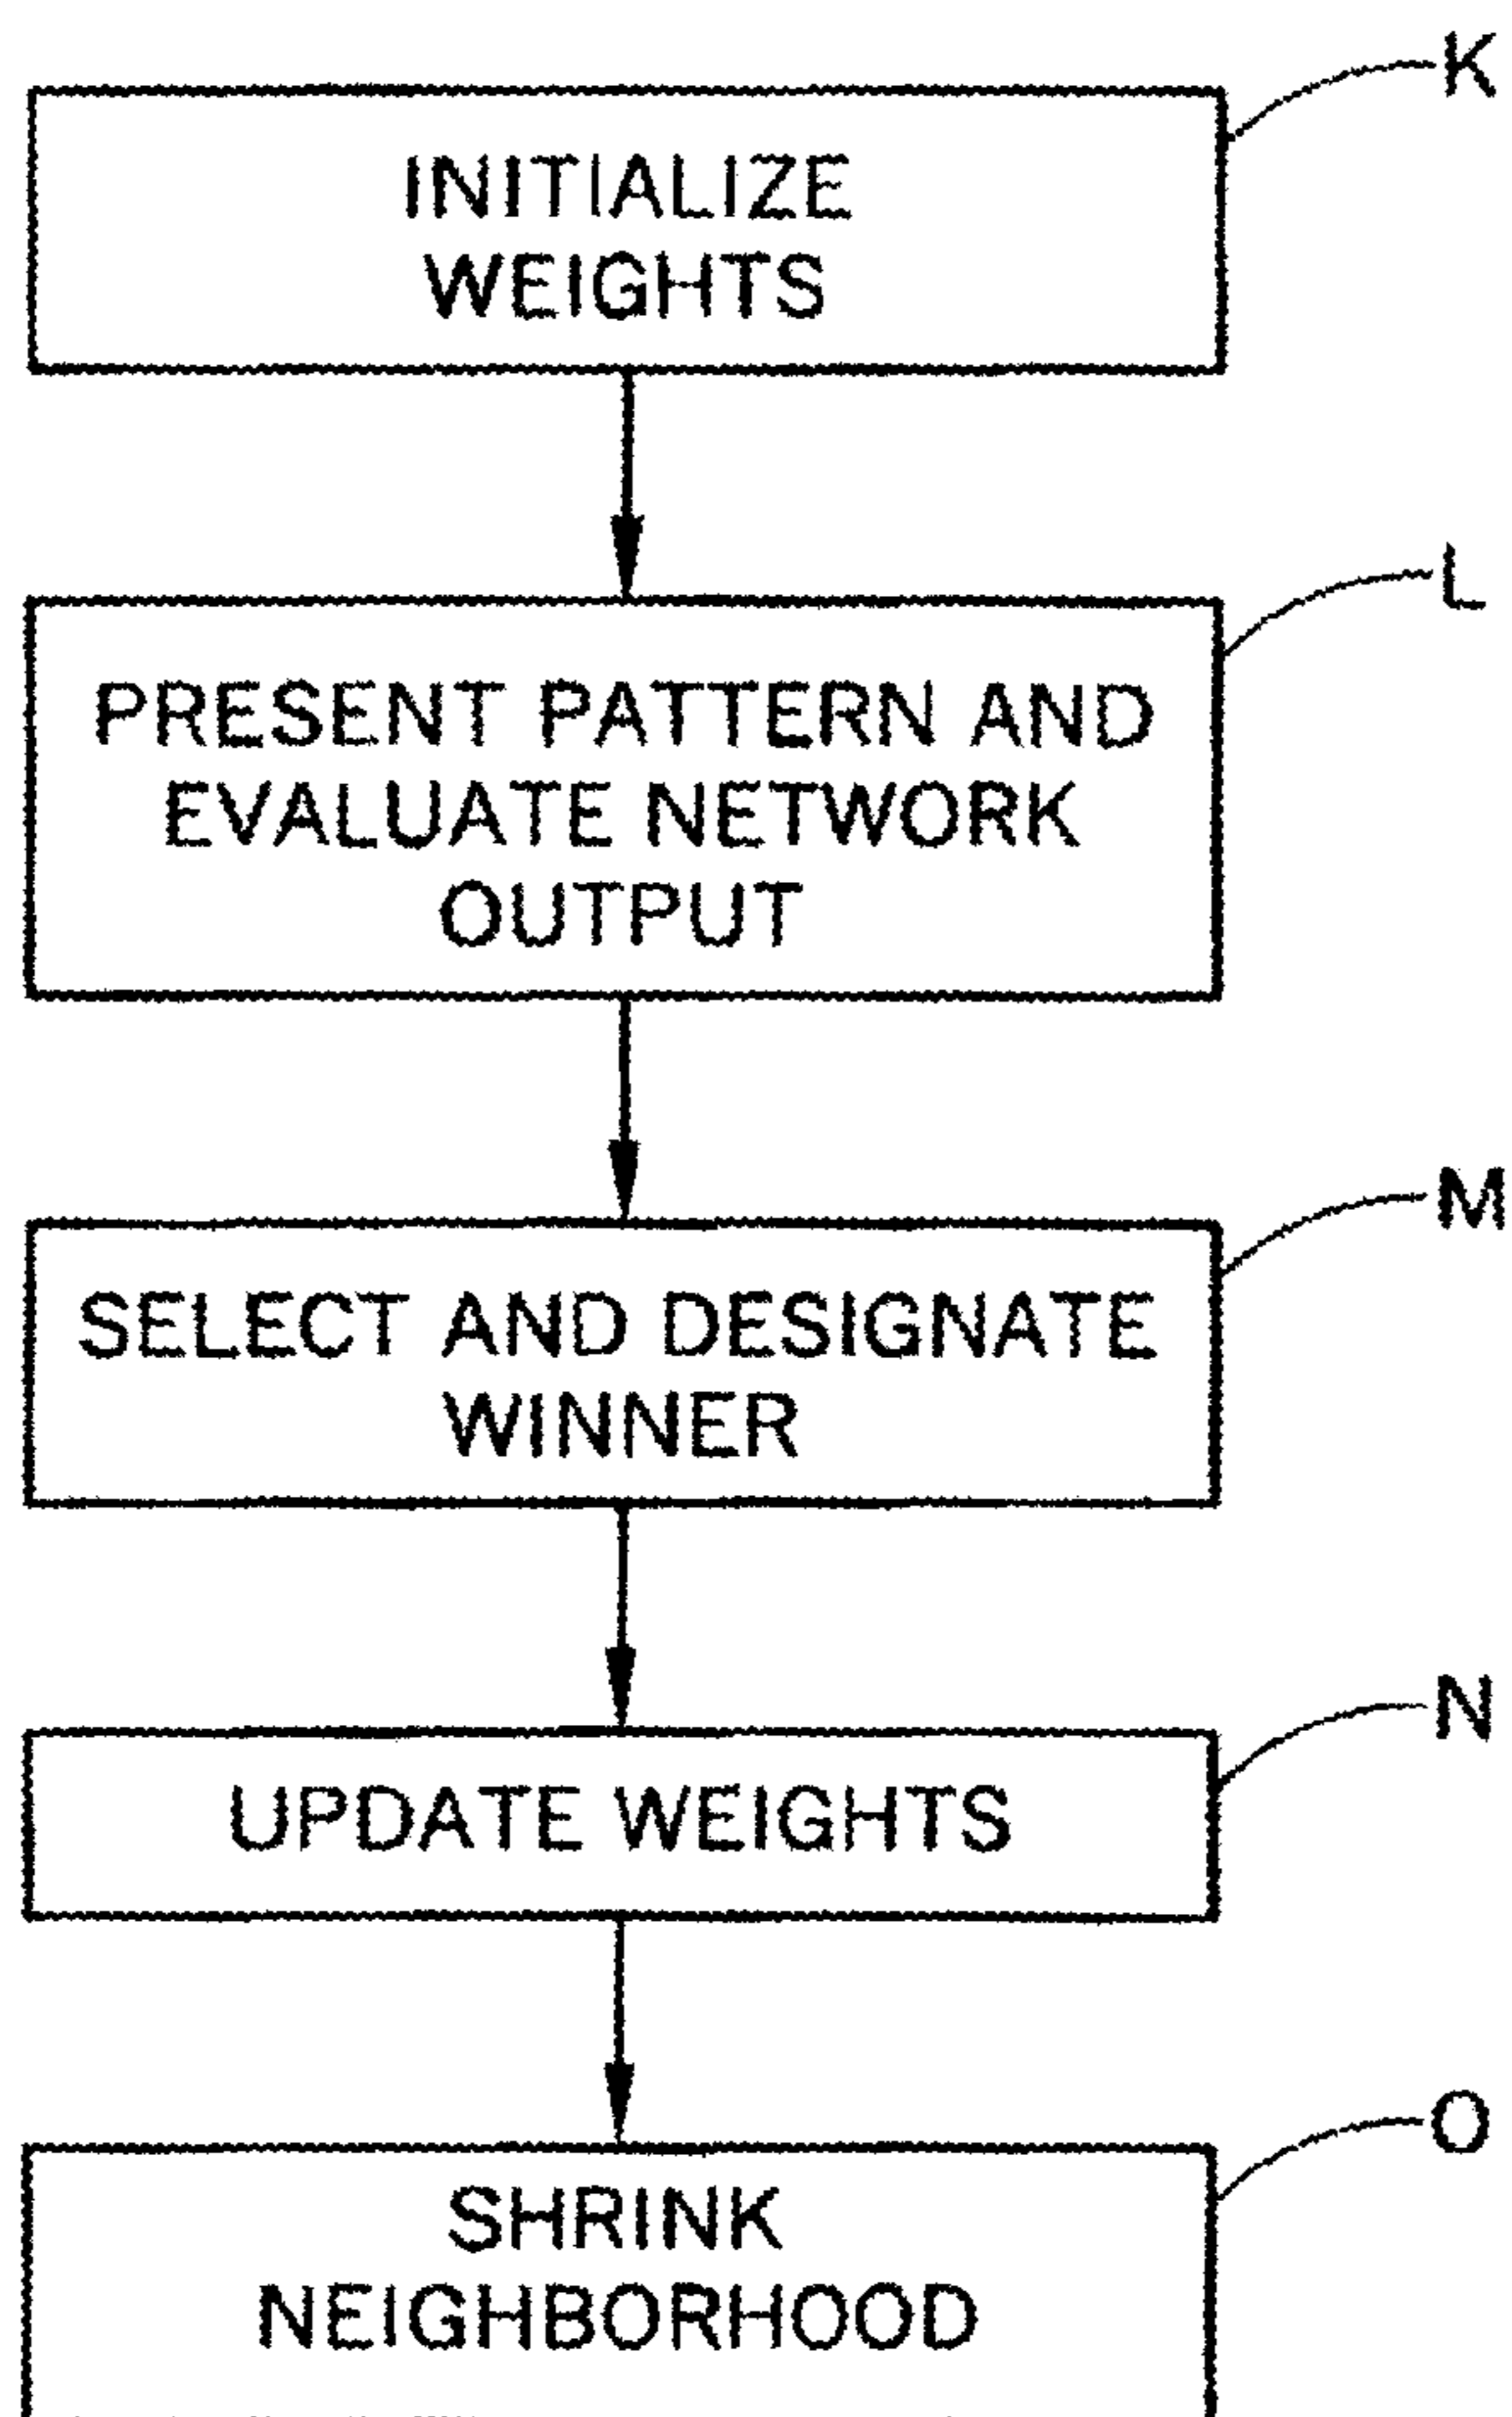 K
INITIALIZE
WEIGHTS
L
PRESENT PATTERN AND
EVALUATE NETWORK
OUTPUT
M
SELECT AND DESIGNATE
WINNER
N
UPDATE WEIGHTS
O
SHRINK
NEIGHBORHOOD